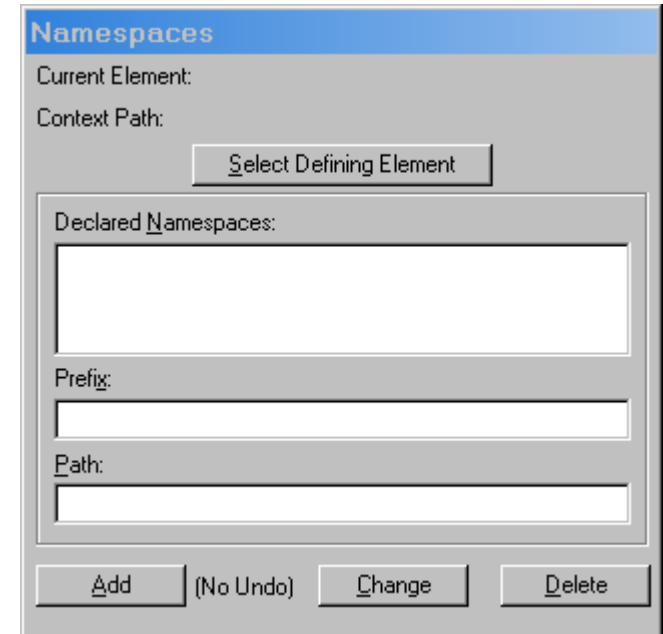 Namespaces
Current Element:
Context Path:
Select Defining Element
Declared Namespaces:
Prefix:
Path:
Add (No Undo) Change Delete